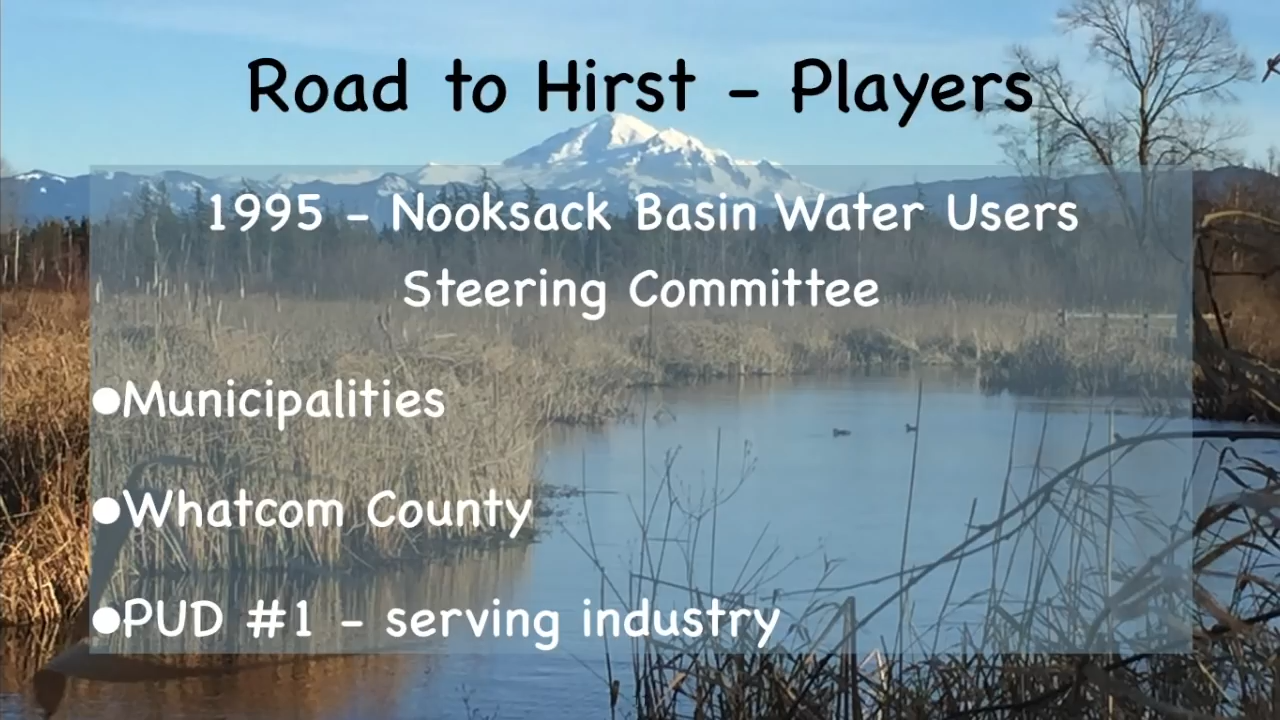 Road to Hirst - Players
1995 - Nooksack Basin Water Users
Steering Committee
●Municipalities
●Whatcom County
●PUD #1 - serving industry